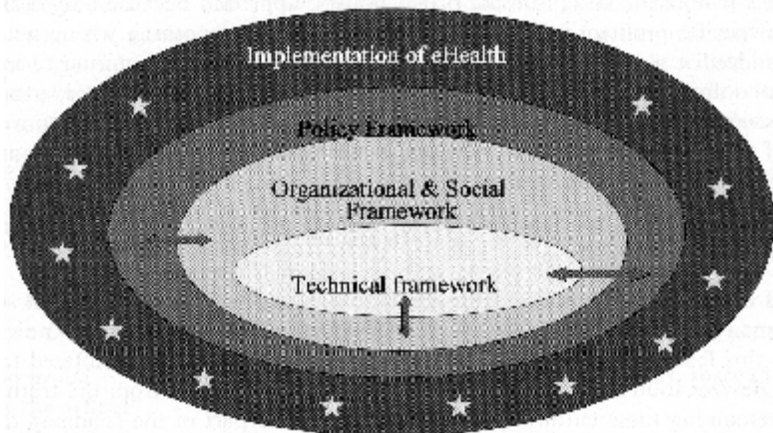 Implementation of eHealth
Policy Framework
Organizational & Social
Framework
Technical framework